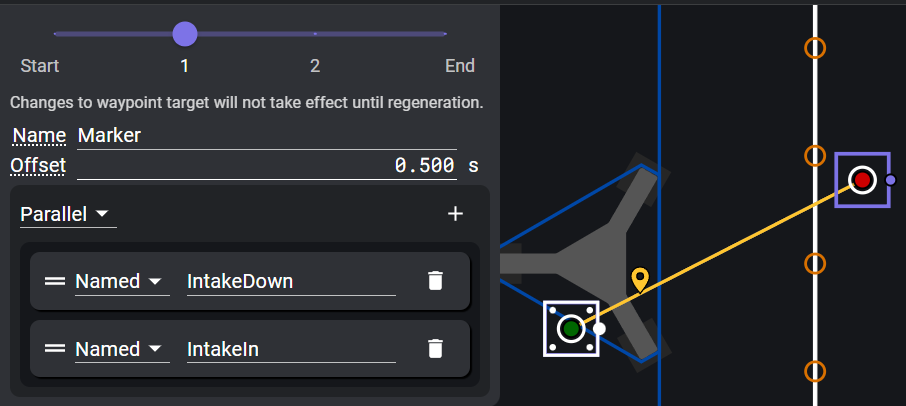 Start 1 2 End
Changes to waypoint target will not take effect until regeneration.
Name Marker
Offset 0.500 s
Parallel
Named IntakeDown
Named IntakeIn